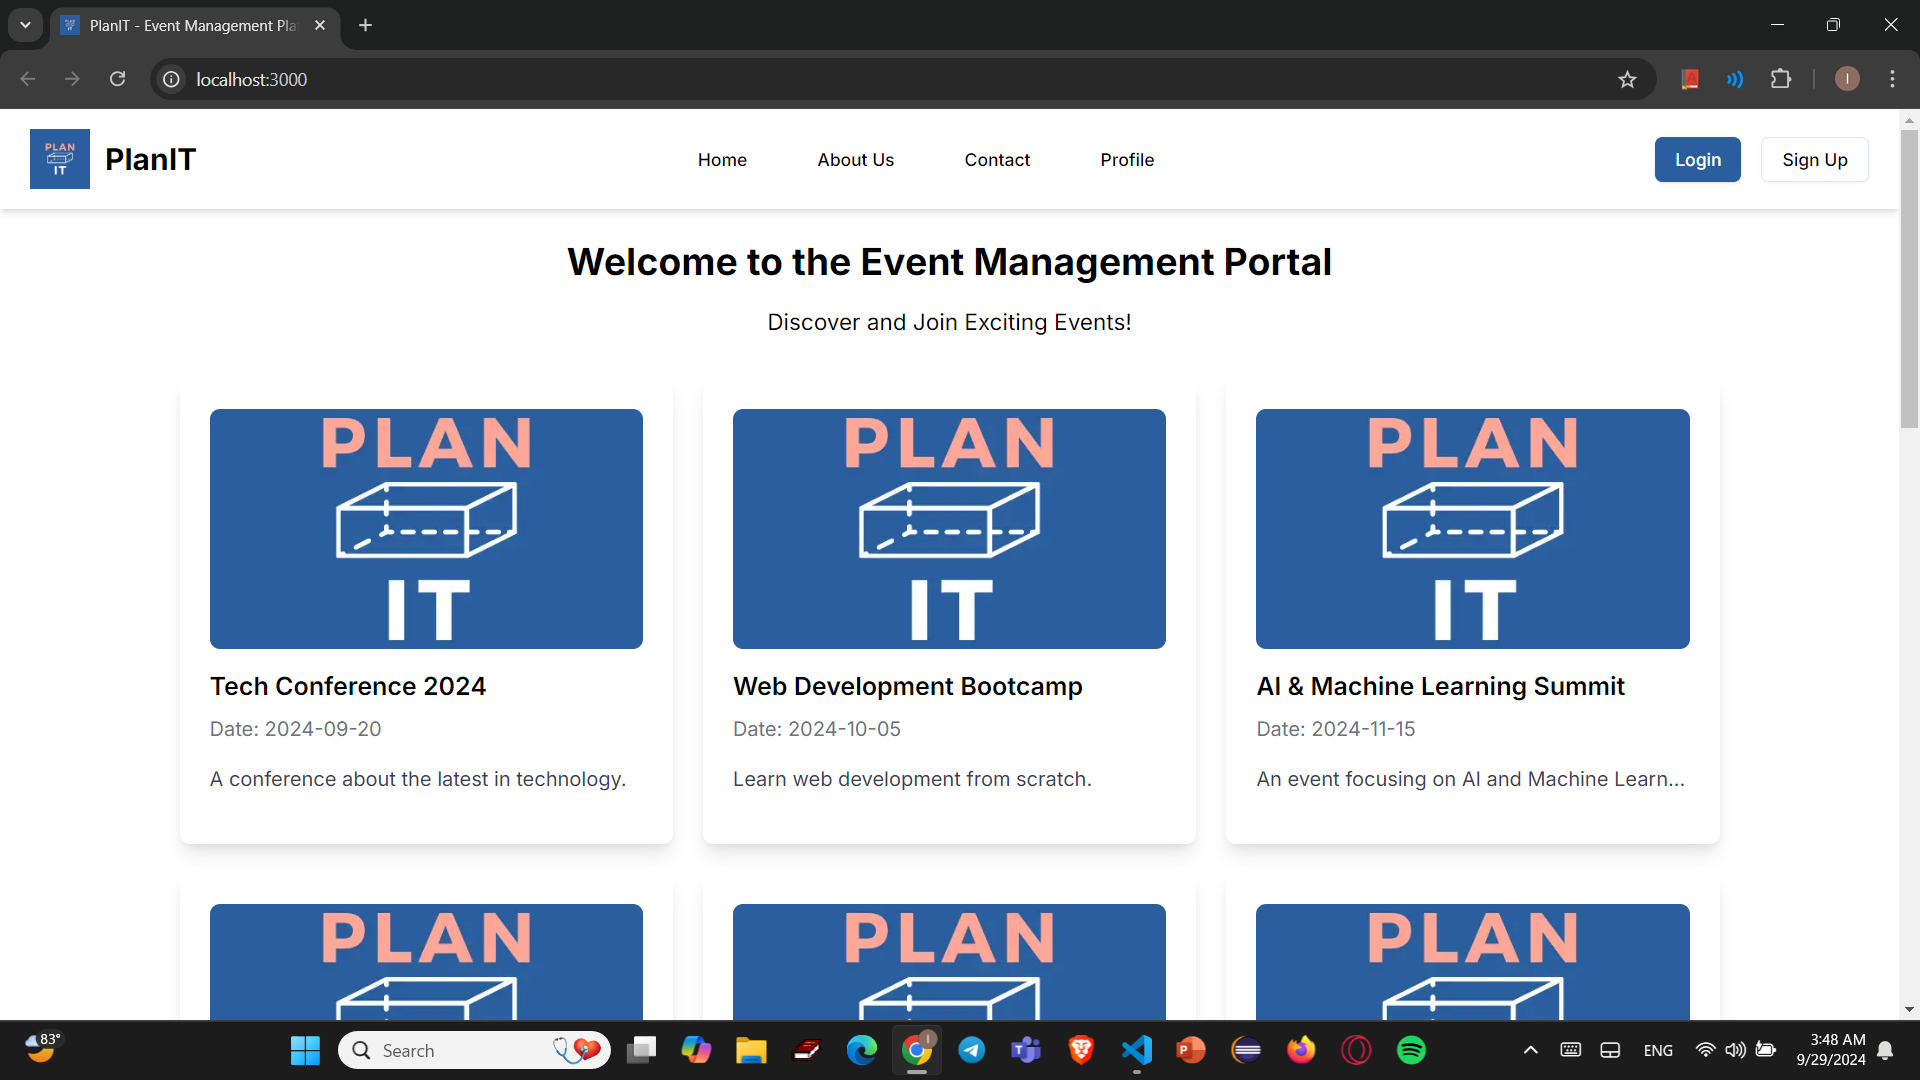 PlanIT - Event Management Pla
localhost:3000
I
PLAN
IT
PlanIT
Home
About Us
Contact
Profile
Login
Sign Up
Welcome to the Event Management Portal
Discover and Join Exciting Events!
PLAN
IT
PLAN
IT
PLAN
IT
Tech Conference 2024
Web Development Bootcamp
AI & Machine Learning Summit
Date: 2024-09-20
Date: 2024-10-05
Date: 2024-11-15
A conference about the latest in technology.
Learn web development from scratch.
An event focusing on AI and Machine Learn...
PLAN
PLAN
PLAN
83°
Search
I
ENG
3:48 AM
9/29/2024